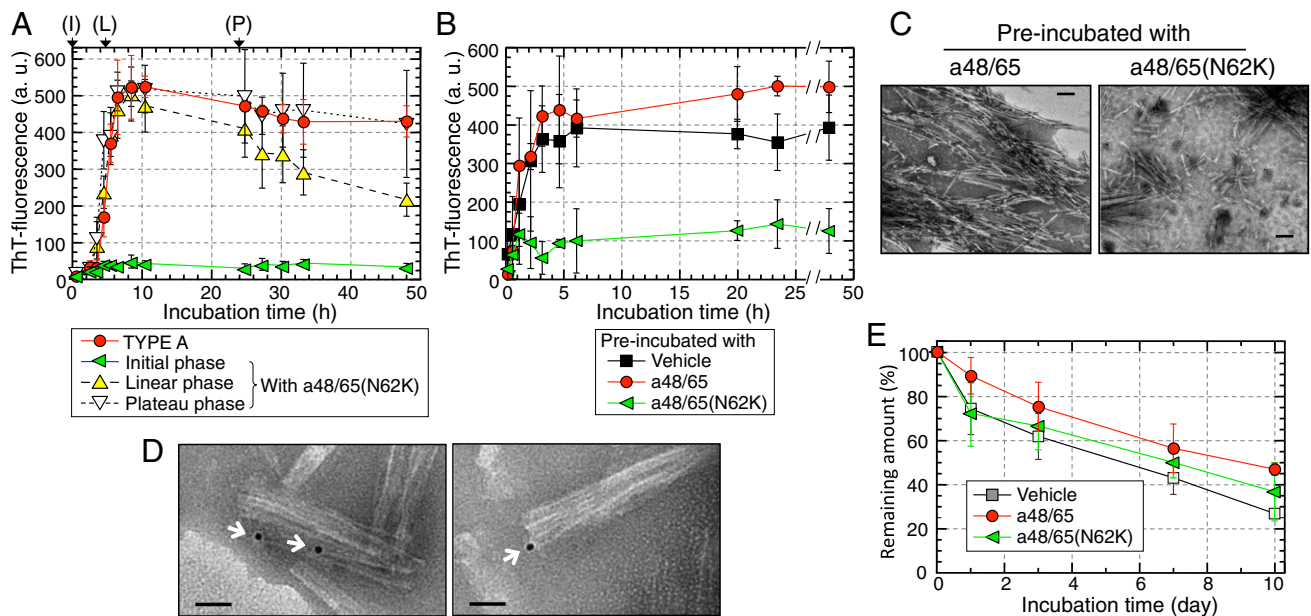 A
(I)
(L)
(P)
ThT-fluorescence (a. u.)
600
500
400
300
200
100
0
0
10
20
30
40
50
Incubation time (h)
TYPE A
Initial phase
Linear phase
Plateau phase
With a48/65(N62K)
B
ThT-fluorescence (a. u.)
600
500
400
300
200
100
0
0
5
10
15
20
25
50
Incubation time (h)
Pre-incubated with
Vehicle
a48/65
a48/65(N62K)
C
Pre-incubated with
a48/65
a48/65(N62K)
D
E
Remaining amount (%)
100
80
60
40
20
0
0
2
4
6
8
10
Incubation time (day)
Vehicle
a48/65
a48/65(N62K)